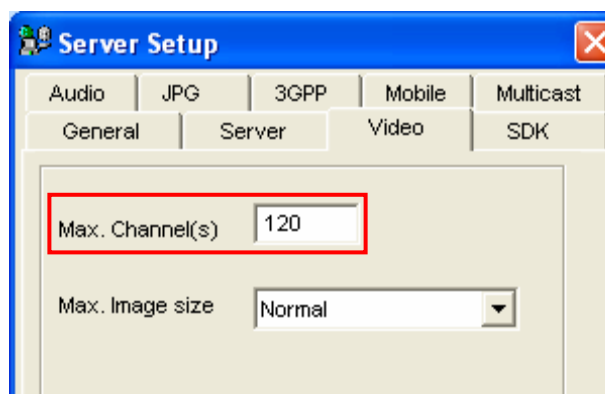 Server Setup
Audio JPG 3GPP Mobile Multicast
General Server Video SDK
Max. Channel(s) 120
Max. Image size Normal